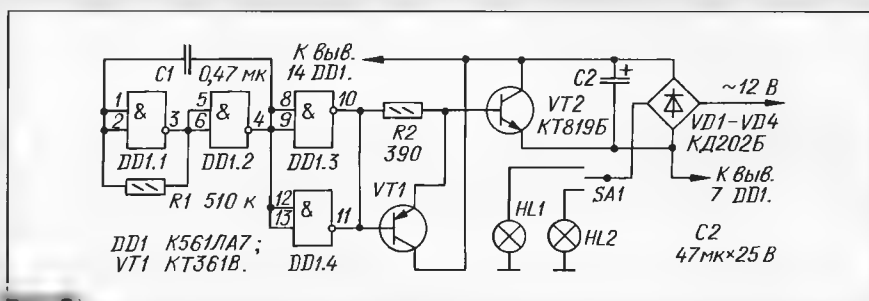 К выв.
14 DD1.
C1
0,47 мк
1
2
&
3
DD1.1
5
6
&
4
DD1.2
8
9
&
10
DD1.3
R1 510 к
12
13
&
11
DD1.4
R2
390
VT1
VT2
КТ819Б
C2
+
~12 В
VD1–VD4
КД202Б
К выв.
7 DD1.
SA1
HL1
HL2
C2
47мк×25 В
DD1 К561ЛА7;
VT1 КТ361В.